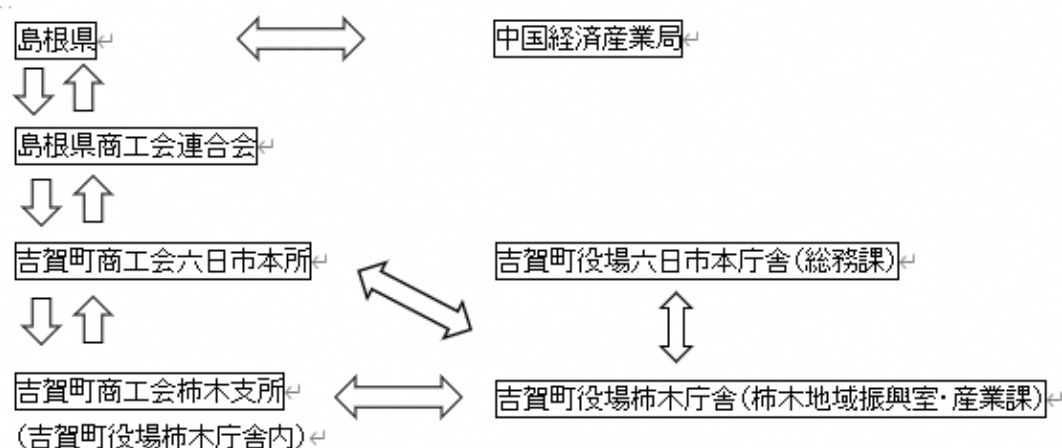 島根県
中国経済産業局
島根県商工会連合会
吉賀町商工会六日市本所
吉賀町役場六日市本庁舎(総務課)
吉賀町商工会柿木支所
吉賀町役場柿木庁舎(柿木地域振興室・産業課)
(吉賀町役場柿木庁舎内)